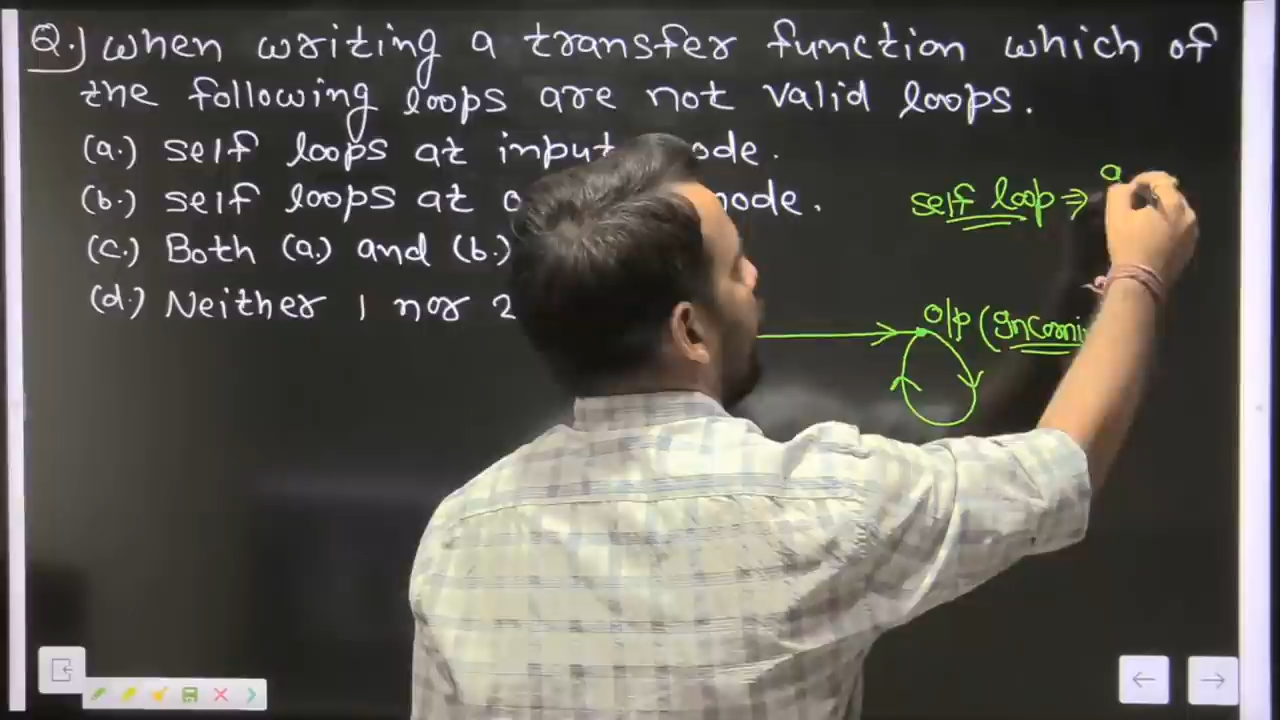 Q.) When writing a transfer function which of
the following loops are not valid loops.
(a.) self loops at input
(b.) self loops at node.
(c.) Both (a.) and (b.)
(d.) Neither 1 nor 2
self loop ⇒ a
o/p (